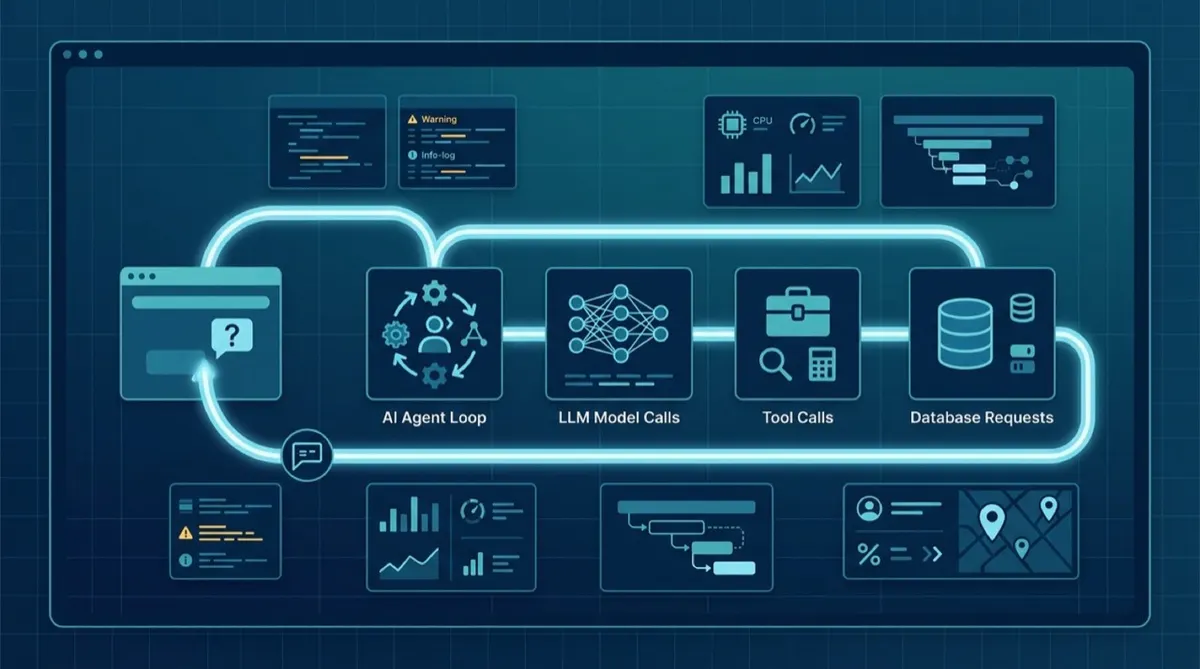 Warning
Info-log
CPU
?
AI Agent Loop
LLM Model Calls
Tool Calls
Database Requests
%